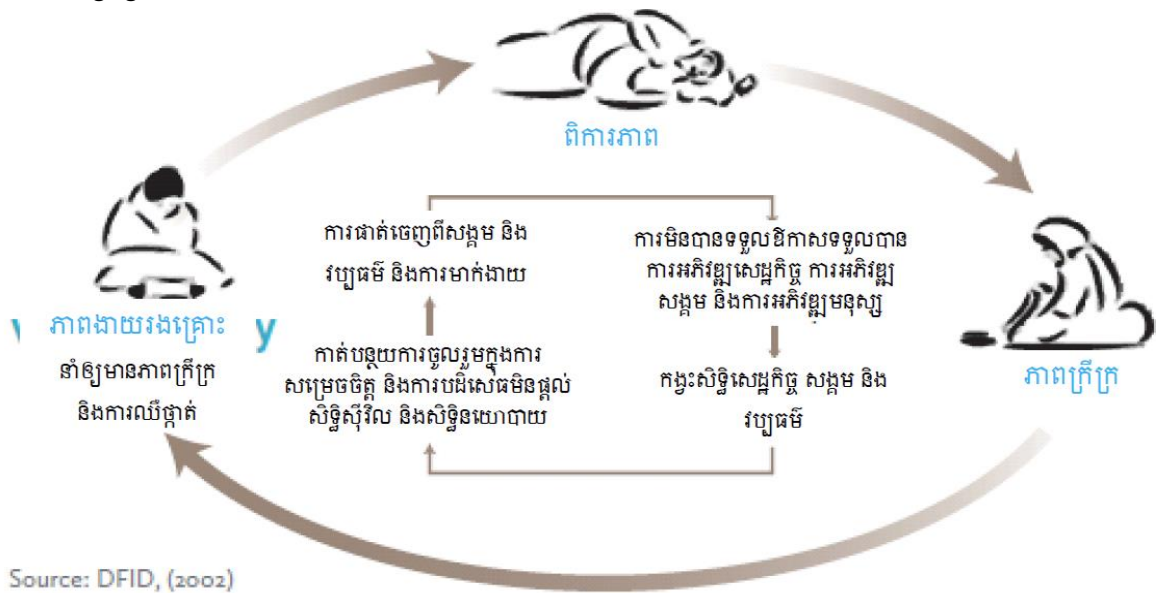 ពិការភាព
ការផាត់ចេញពីសង្គម និង
វប្បធម៌ និងការមាក់ងាយ
ការមិនបានទទួលឱកាសទទួលបាន
ការអភិវឌ្ឍសេដ្ឋកិច្ច ការអភិវឌ្ឍ
សង្គម និងការអភិវឌ្ឍមនុស្ស
ភាពងាយរងគ្រោះ
នាំឲ្យមានភាពក្រីក្រ
និងការឈឺថ្កាត់
កាត់បន្ថយការចូលរួមក្នុងការ
សម្រេចចិត្ត និងការបដិសេធមិនផ្តល់
សិទ្ធិស៊ីវិល និងសិទ្ធិនយោបាយ
កង្វះសិទ្ធិសេដ្ឋកិច្ច សង្គម និង
វប្បធម៌
ភាពក្រីក្រ
Source: DFID, (2002)